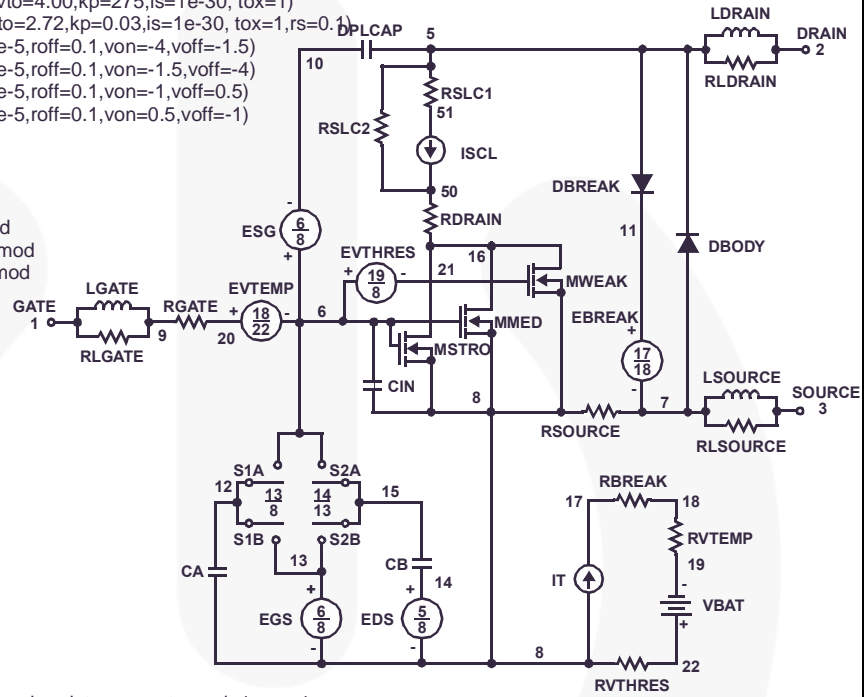 vto=4.00,kp=275,is=1e-30, tox=1)
to=2.72,kp=0.03,is=1e-30, tox=1,rs=0.1)
e-5,roff=0.1,von=-4,voff=-1.5)
e-5,roff=0.1,von=-1.5,voff=-4)
e-5,roff=0.1,von=-1,voff=0.5)
e-5,roff=0.1,von=0.5,voff=-1)
d
mod
mod
LDRAIN
DPLCAP 5 DRAIN
10 2
RLDRAIN
RSLC1
51
RSLC2
ISCL
50
DBREAK
RDRAIN
ESG 6 8 - +
11
DBODY
EVTHRES 16
+ 19 8 - 21
MWEAK
LGATE EVTEMP
GATE RGATE + 18 22 - 6
1 9 20
RLGATE
MMED
EBREAK +
MSTRO
17 18
-
CIN
LSOURCE
8 7 SOURCE
3
RSOURCE
RLSOURCE
S1A S2A
12 13 8 14 13 15
S1B S2B
13
RBREAK
17 18
RVTEMP
CA CB
19
14
IT
-
VBAT
+
EGS + 6 8 - EDS + 5 8 -
8 22
RVTHRES